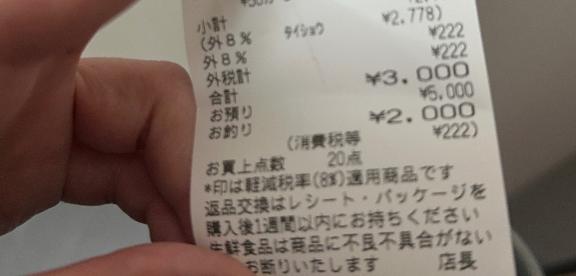 小計
(外8% タイショウ ¥2,778)
外8% ¥222
外税計 ¥222
合計 ¥3,000
お預り ¥5,000
お釣り ¥2,000
(消費税等 ¥222)
お買上点数 20点
*印は軽減税率(8%)適用商品です
返品交換はレシート・パッケージを
購入後1週間以内にお持ちください
生鮮食品は商品に不良不具合がない
お断りいたします 店長